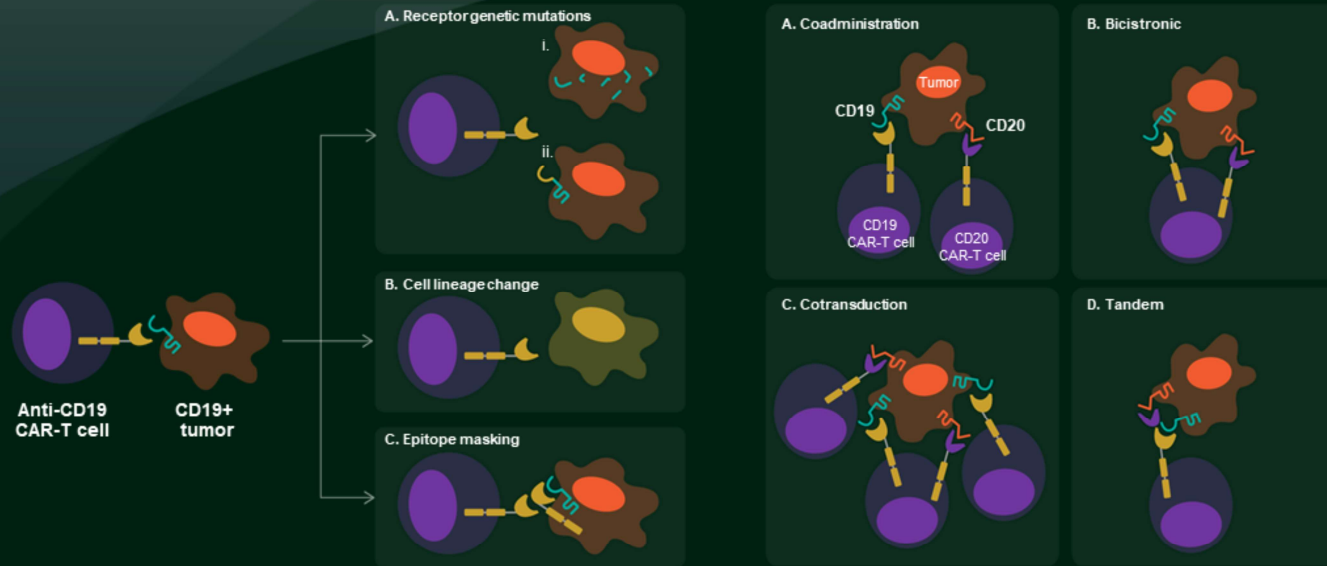 A. Receptor genetic mutations
i.
ii.
Anti-CD19
CAR-T cell
CD19+
tumor
B. Cell lineage change
C. Epitope masking
A. Coadministration
Tumor
CD19
CD20
CD19
CAR-T cell
CD20
CAR-T cell
B. Bicistronic
C. Cotransduction
D. Tandem